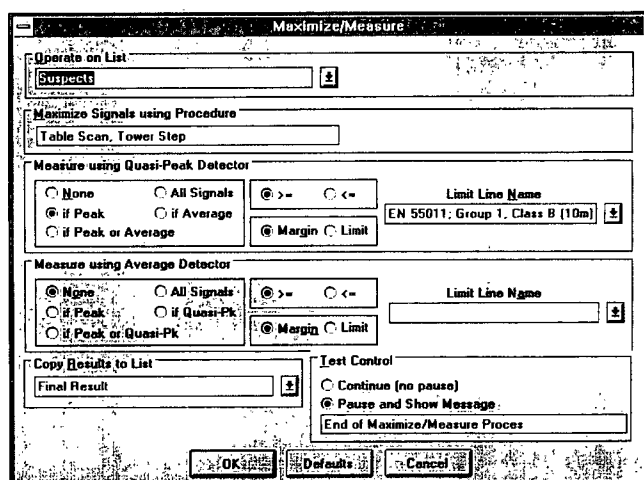 Maximize/Measure
Operate on List
Suspects
Maximize Signals using Procedure
Table Scan, Tower Step
Measure using Quasi-Peak Detector
None
All Signals
>=
<=
Limit Line Name
if Peak
if Average
EN 55011; Group 1, Class B (10m)
if Peak or Average
Margin
Limit
Measure using Average Detector
None
All Signals
>=
<=
Limit Line Name
if Peak
if Quasi-Pk
if Peak or Quasi-Pk
Margin
Limit
Copy Results to List
Final Result
Test Control
Continue (no pause)
Pause and Show Message
End of Maximize/Measure Proces
OK
Defaults
Cancel